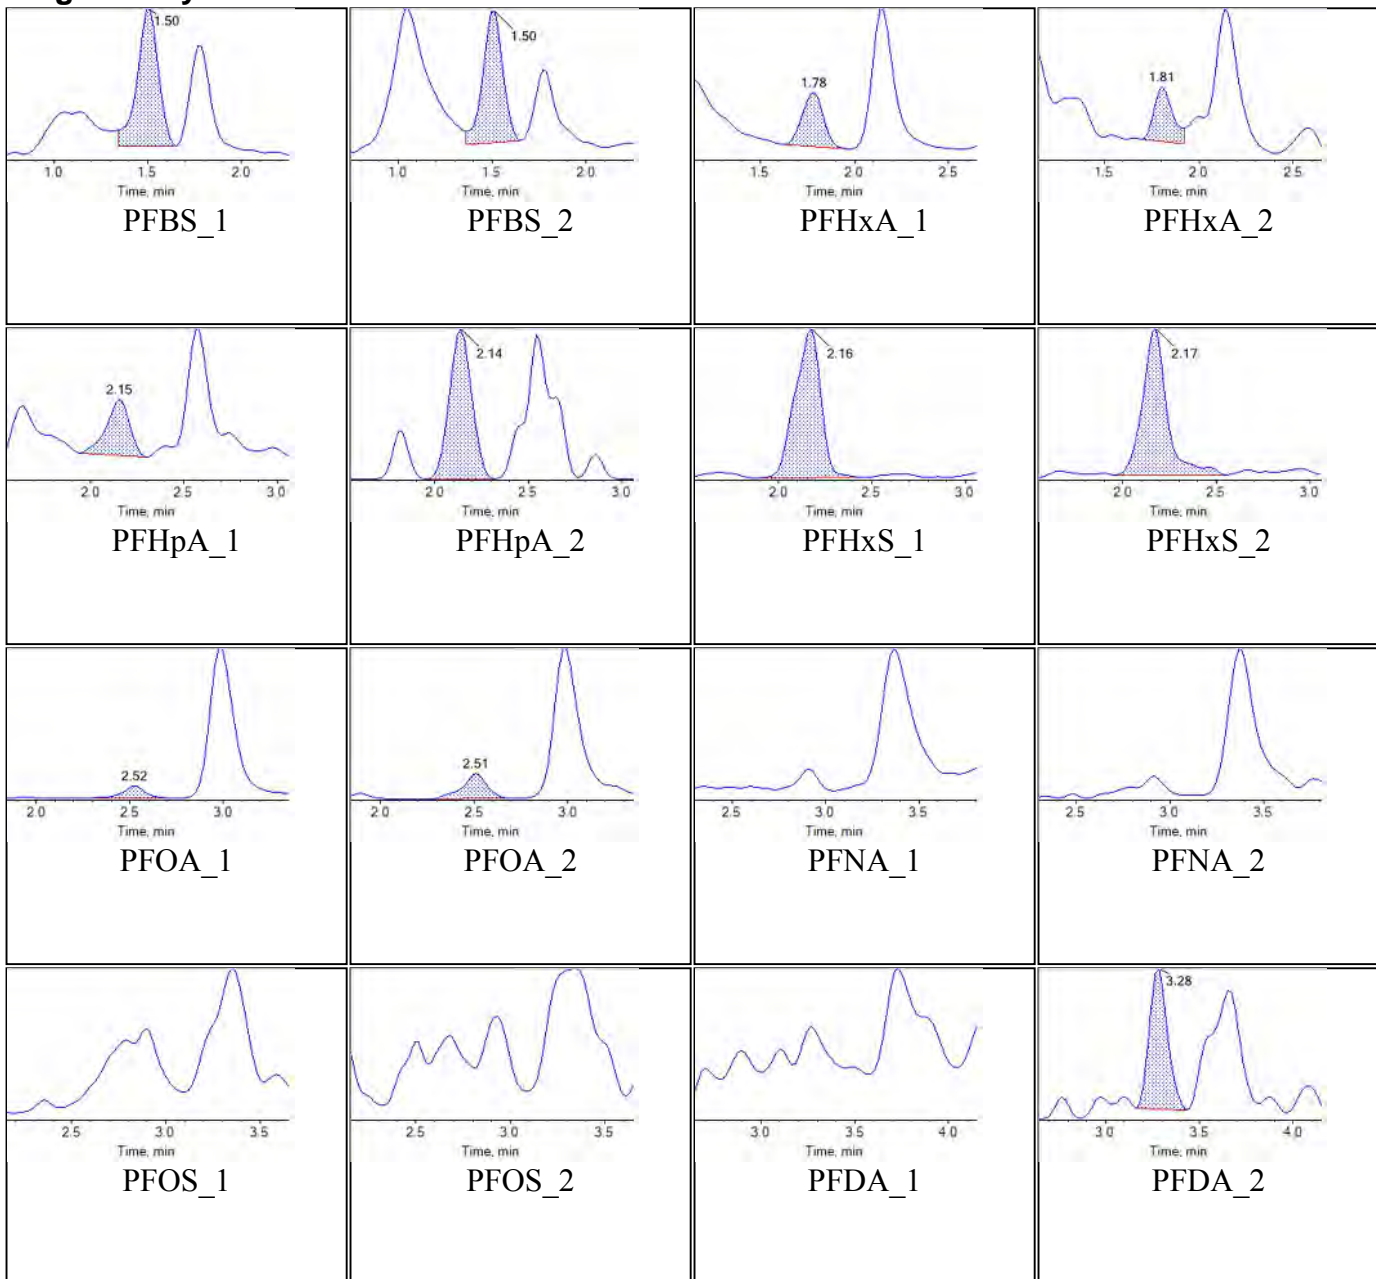 1.50
1.50
1.78
1.81
1.0 1.5 2.0
1.0 1.5 2.0
1.5 2.0 2.5
1.5 2.0 2.5
Time, min
Time, min
Time, min
Time, min
PFBS_1
PFBS_2
PFHxA_1
PFHxA_2
2.15
2.14
2.16
2.17
2.0 2.5 3.0
2.0 2.5 3.0
2.0 2.5 3.0
2.0 2.5 3.0
Time, min
Time, min
Time, min
Time, min
PFHpA_1
PFHpA_2
PFHxS_1
PFHxS_2
2.52
2.51
2.0 2.5 3.0
2.0 2.5 3.0
2.5 3.0 3.5
2.5 3.0 3.5
Time, min
Time, min
Time, min
Time, min
PFOA_1
PFOA_2
PFNA_1
PFNA_2
3.28
2.5 3.0 3.5
2.5 3.0 3.5
3.0 3.5 4.0
3.0 3.5 4.0
Time, min
Time, min
Time, min
Time, min
PFOS_1
PFOS_2
PFDA_1
PFDA_2